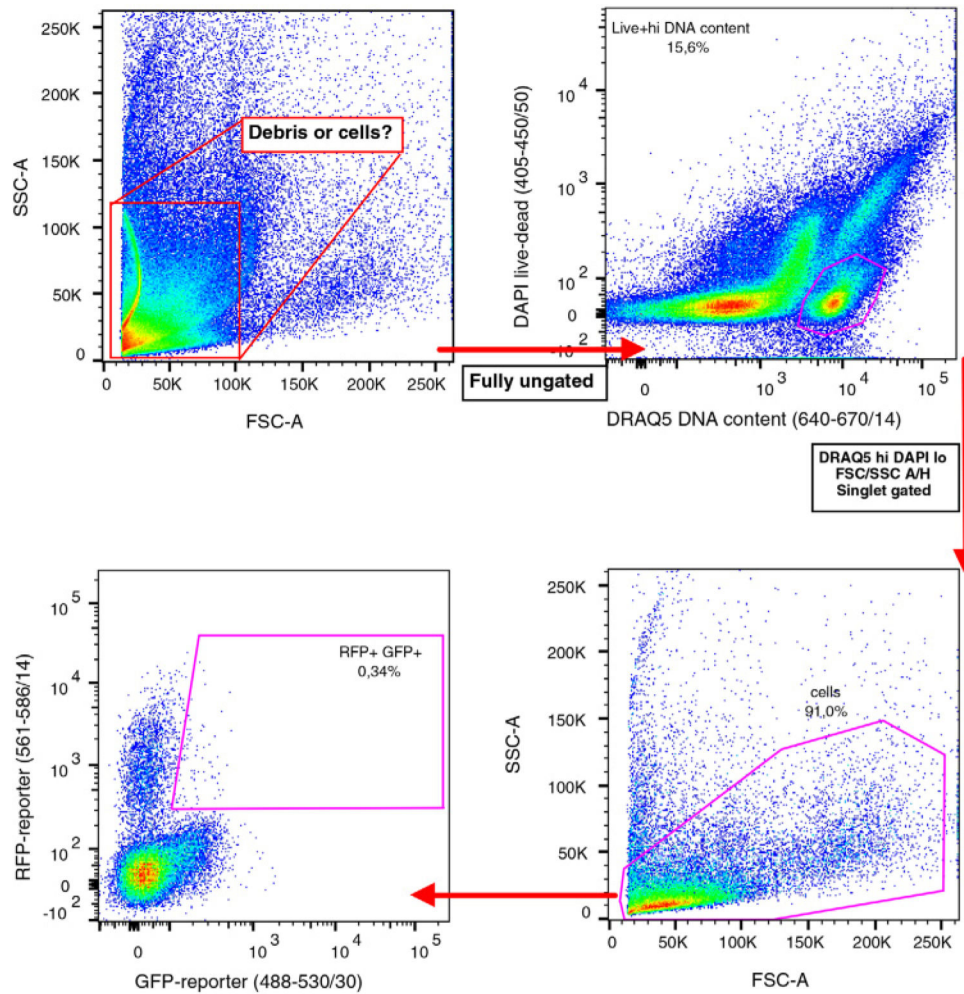 250K
200K
150K
100K
50K
0
SSC-A
Debris or cells?
0
50K
100K
150K
200K
250K
FSC-A
Live+hi DNA content
15,6%
10 4
10 3
10 2
0
-10 2
DAPI live-dead (405-450/50)
0
10 3
10 4
10 5
DRAQ5 DNA content (640-670/14)
Fully ungated
DRAQ5 hi DAPI lo
FSC/SSC A/H
Singlet gated
10 5
10 4
10 3
10 2
0
-10 2
RFP-reporter (561-586/14)
RFP+ GFP+
0,34%
0
10 3
10 4
10 5
GFP-reporter (488-530/30)
250K
200K
150K
100K
50K
0
SSC-A
cells
91,0%
0
50K
100K
150K
200K
250K
FSC-A